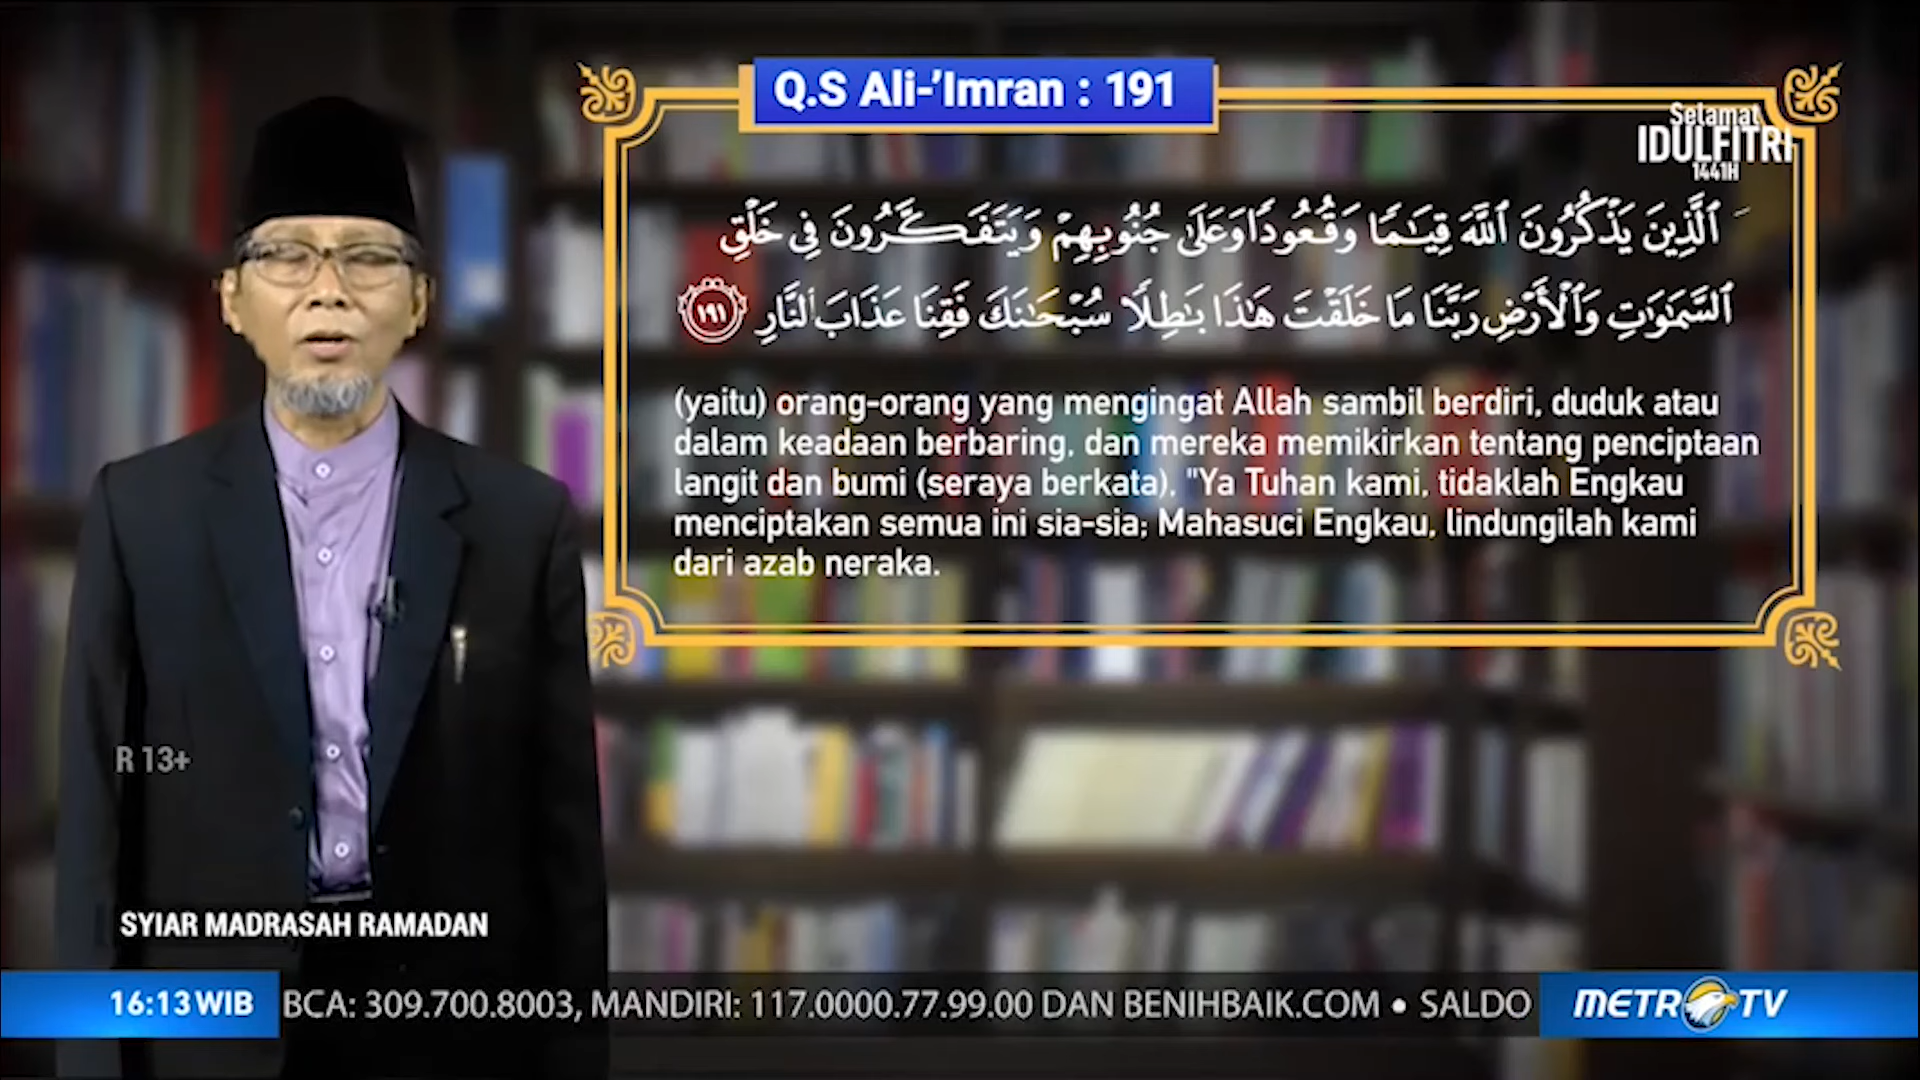 Q.S Ali-'Imran : 191
Selamat
IDULFITRI
1441H
ٱلَّذِينَ يَذْكُرُونَ ٱللَّهَ قِيَـٰمًا وَقُعُودًا وَعَلَىٰ جُنُوبِهِمْ وَيَتَفَكَّرُونَ فِى خَلْقِ
ٱلسَّمَـٰوَٰتِ وَٱلْأَرْضِ رَبَّنَا مَا خَلَقْتَ هَـٰذَا بَـٰطِلًا سُبْحَـٰنَكَ فَقِنَا عَذَابَ ٱلنَّارِ ١٩١
(yaitu) orang-orang yang mengingat Allah sambil berdiri, duduk atau
dalam keadaan berbaring, dan mereka memikirkan tentang penciptaan
langit dan bumi (seraya berkata), "Ya Tuhan kami, tidaklah Engkau
menciptakan semua ini sia-sia; Mahasuci Engkau, lindungilah kami
dari azab neraka.
R 13+
SYIAR MADRASAH RAMADAN
16:13 WIB BCA: 309.700.8003, MANDIRI: 117.0000.77.99.00 DAN BENIHBAIK.COM • SALDO METRO TV